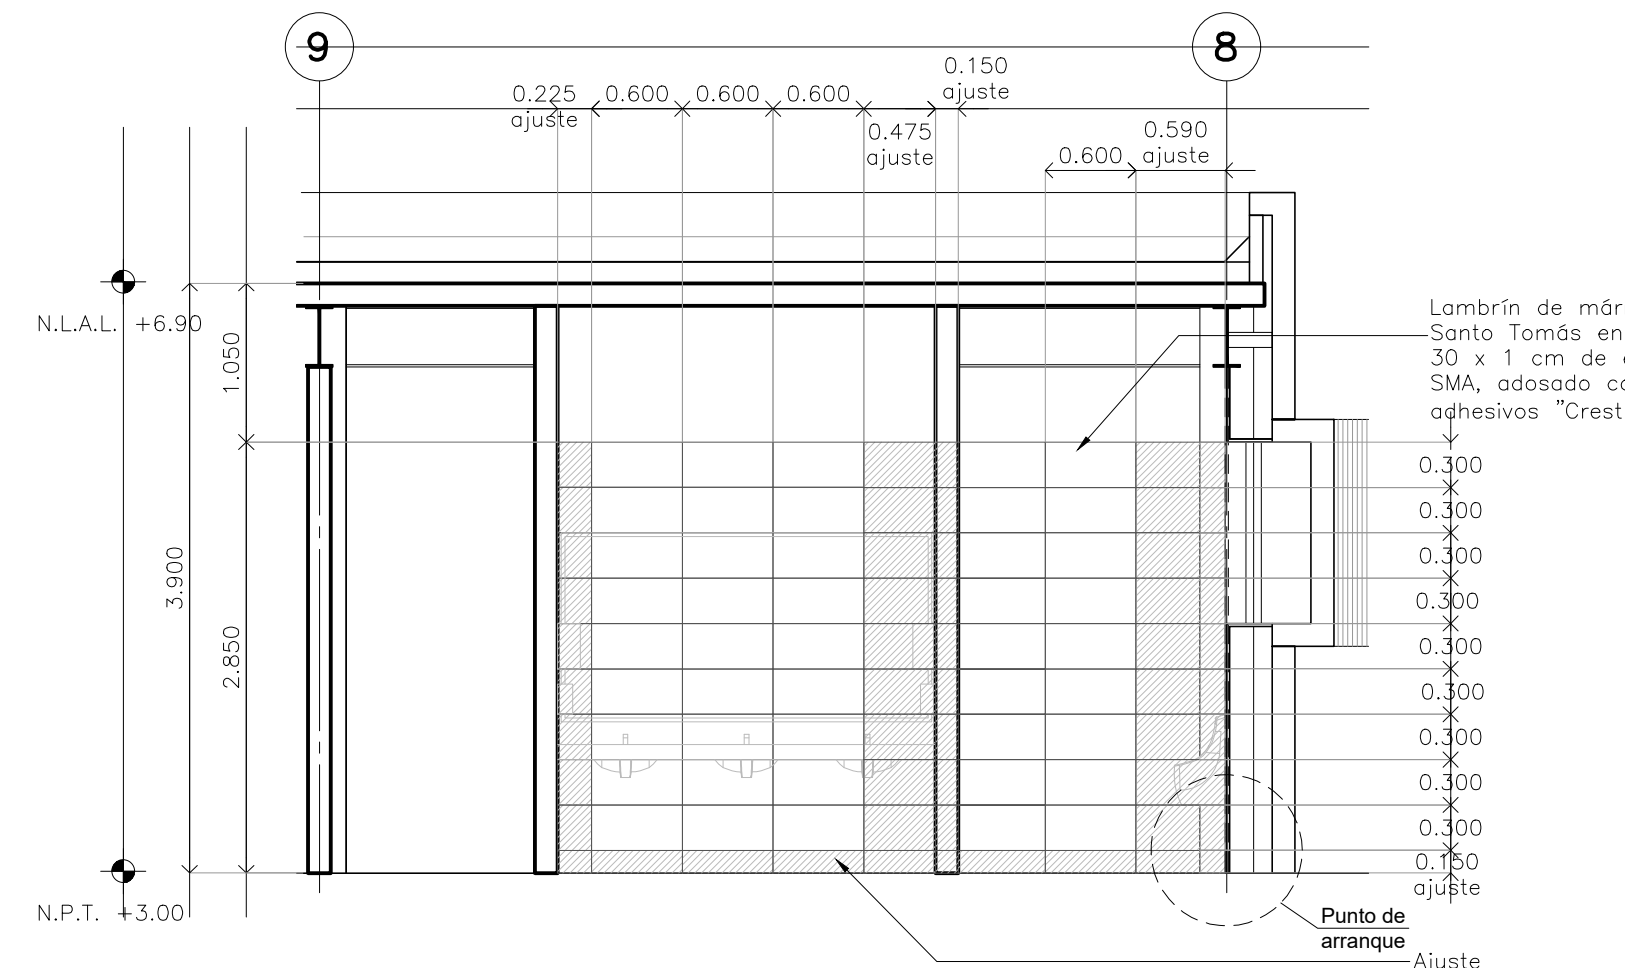 9
8
0.150
ajuste
0.225
ajuste
0.600
0.600
0.600
0.475
ajuste
0.590
ajuste
0.600
N.L.A.L. +6.90
1.050
3.900
2.850
N.P.T. +3.00
Lambrín de már
Santo Tomás en
30 x 1 cm de
SMA, adosado
adhesivos "Crest
0.300
0.300
0.300
0.300
0.300
0.300
0.300
0.300
0.300
0.150
ajuste
Punto de
arranque
Ajuste